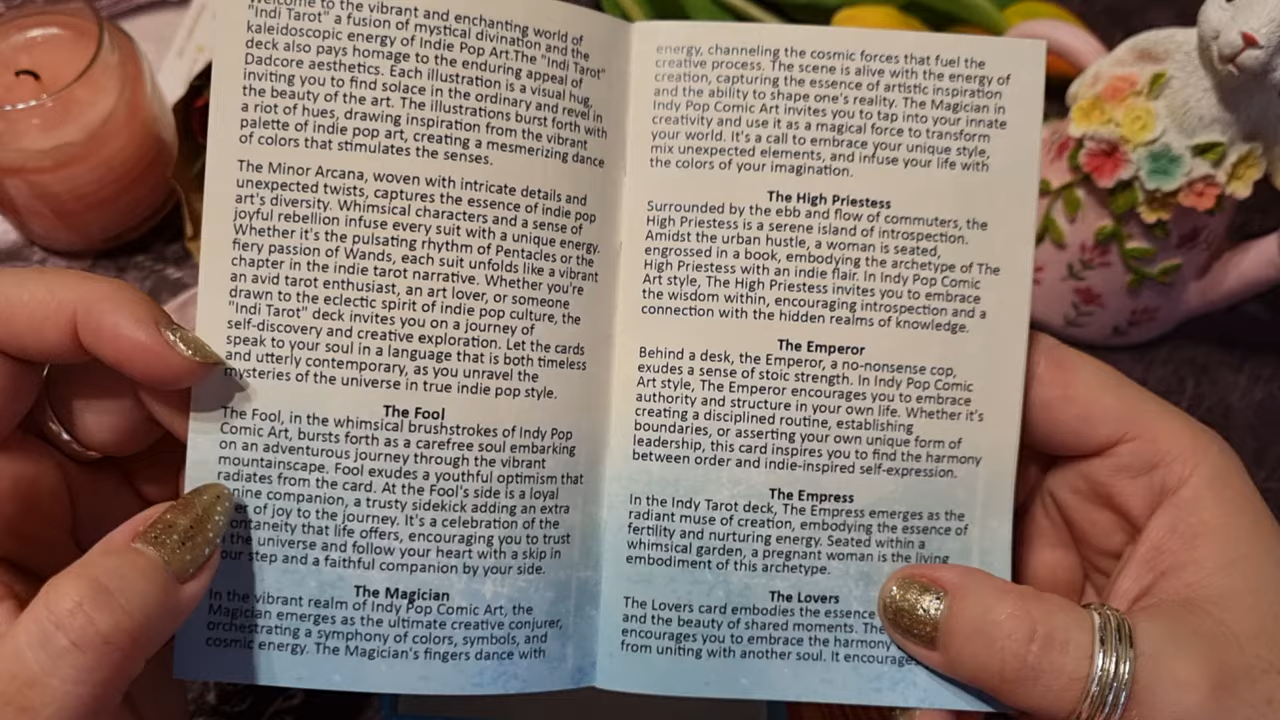 Welcome to the vibrant and enchanting world of
"Indi Tarot" a fusion of mystical divination and the
kaleidoscopic energy of Indie Pop Art.The "Indi Tarot"
deck also pays homage to the enduring appeal of
Dadcore aesthetics. Each illustration is a visual hug,
inviting you to find solace in the ordinary and revel in
the beauty of the art. The illustrations burst forth with
a riot of hues, drawing inspiration from the vibrant
palette of indie pop art, creating a mesmerizing dance
of colors that stimulates the senses.
The Minor Arcana, woven with intricate details and
unexpected twists, captures the essence of indie pop
art's diversity. Whimsical characters and a sense of
joyful rebellion infuse every suit with a unique energy.
Whether it's the pulsating rhythm of Pentacles or the
fiery passion of Wands, each suit unfolds like a vibrant
chapter in the indie tarot narrative. Whether you're
an avid tarot enthusiast, an art lover, or someone
drawn to the eclectic spirit of indie pop culture, the
"Indi Tarot" deck invites you on a journey of
self-discovery and creative exploration. Let the cards
speak to your soul in a language that is both timeless
and utterly contemporary, as you unravel the
mysteries of the universe in true indie pop style.
The Fool
The Fool, in the whimsical brushstrokes of Indy Pop
Comic Art, bursts forth as a carefree soul embarking
on an adventurous journey through the vibrant
mountainscape. Fool exudes a youthful optimism that
radiates from the card. At the Fool's side is a loyal
nine companion, a trusty sidekick adding an extra
er of joy to the journey. It's a celebration of the
ontaneity that life offers, encouraging you to trust
the universe and follow your heart with a skip in
our step and a faithful companion by your side.
The Magician
In the vibrant realm of Indy Pop Comic Art, the
Magician emerges as the ultimate creative conjurer,
orchestrating a symphony of colors, symbols, and
cosmic energy. The Magician's fingers dance with
energy, channeling the cosmic forces that fuel the
creative process. The scene is alive with the energy of
creation, capturing the essence of artistic inspiration
and the ability to shape one's reality. The Magician in
Indy Pop Comic Art invites you to tap into your innate
creativity and use it as a magical force to transform
your world. It's a call to embrace your unique style,
mix unexpected elements, and infuse your life with
the colors of your imagination.
The High Priestess
Surrounded by the ebb and flow of commuters, the
High Priestess is a serene island of introspection.
Amidst the urban hustle, a woman is seated,
engrossed in a book, embodying the archetype of The
High Priestess with an indie flair. In Indy Pop Comic
Art style, The High Priestess invites you to embrace
the wisdom within, encouraging introspection and a
connection with the hidden realms of knowledge.
The Emperor
Behind a desk, the Emperor, a no-nonsense cop,
exudes a sense of stoic strength. In Indy Pop Comic
Art style, The Emperor encourages you to embrace
authority and structure in your own life. Whether it's
creating a disciplined routine, establishing
boundaries, or asserting your own unique form of
leadership, this card inspires you to find the harmony
between order and indie-inspired self-expression.
The Empress
In the Indy Tarot deck, The Empress emerges as the
radiant muse of creation, embodying the essence of
fertility and nurturing energy. Seated within a
whimsical garden, a pregnant woman is the living
embodiment of this archetype.
The Lovers
The Lovers card embodies the essence
and the beauty of shared moments. The
encourages you to embrace the harmony
from uniting with another soul. It encourages